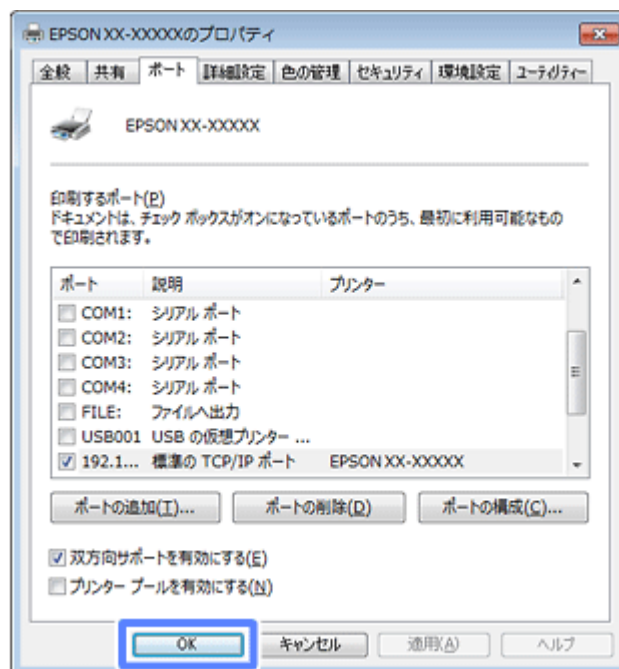 EPSON XX-XXXXXのプロパティ
全般 共有 ポート 詳細設定 色の管理 セキュリティ 環境設定 ユーティリティー
EPSON XX-XXXXX
印刷するポート(P)
ドキュメントは、チェック ボックスがオンになっているポートのうち、最初に利用可能なもの
で印刷されます。
ポート 説明 プリンター
COM1: シリアル ポート
COM2: シリアル ポート
COM3: シリアル ポート
COM4: シリアル ポート
FILE: ファイルへ出力
USB001 USB の仮想プリンター ...
192.1... 標準の TCP/IP ポート EPSON XX-XXXXX
ポートの追加(T)... ポートの削除(D) ポートの構成(C)...
双方向サポートを有効にする(E)
プリンター プールを有効にする(N)
OK キャンセル 適用(A) ヘルプ